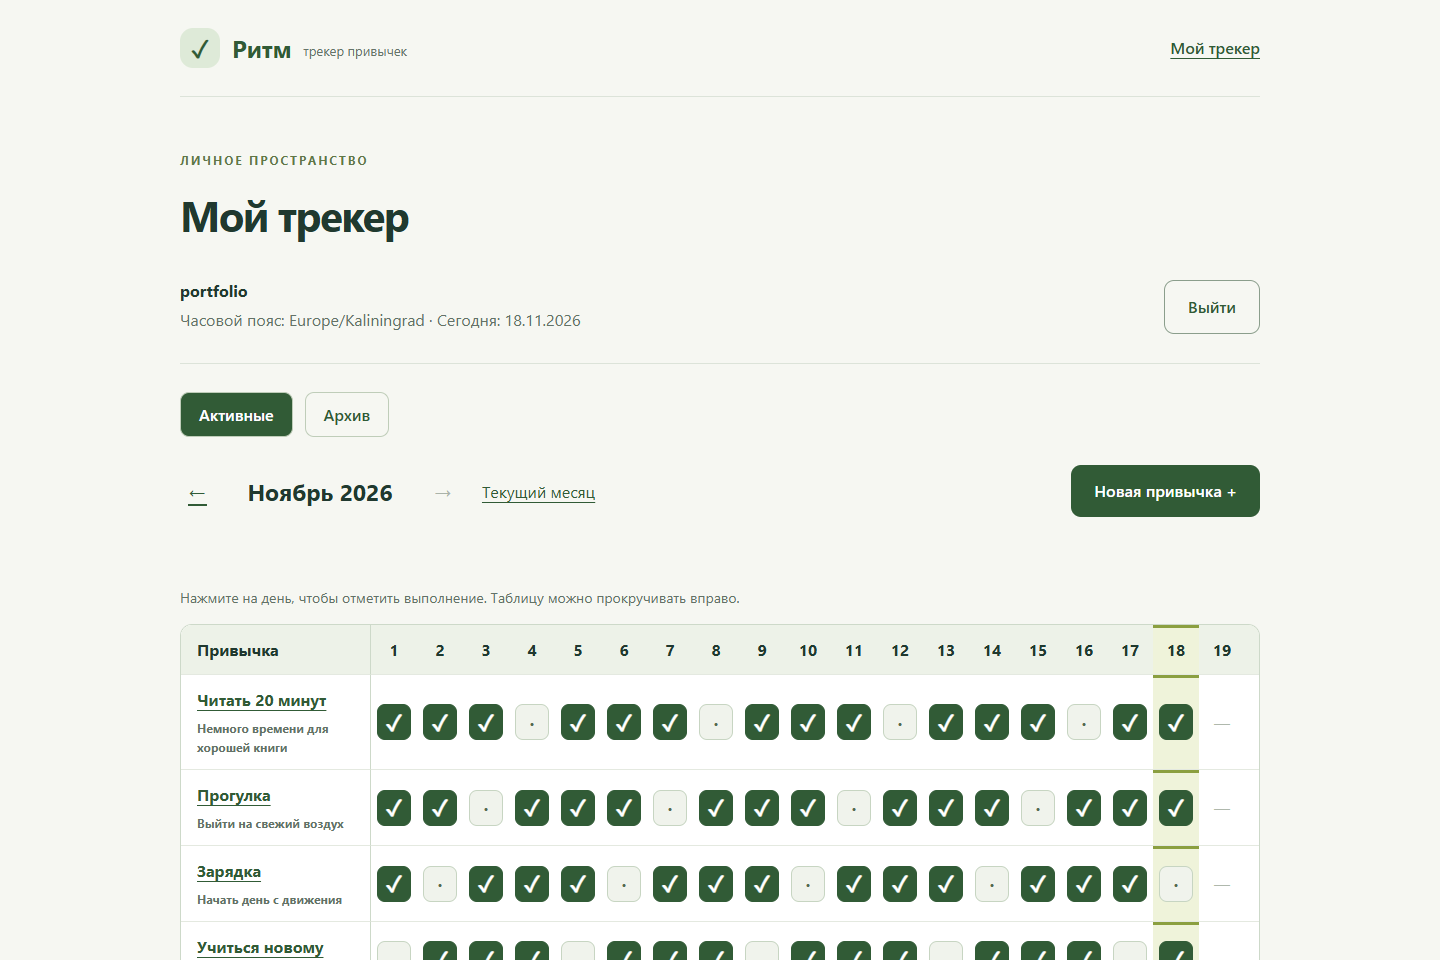 ✓ Ритм трекер привычек Мой трекер
ЛИЧНОЕ ПРОСТРАНСТВО
Мой трекер
portfolio
Часовой пояс: Europe/Kaliningrad · Сегодня: 18.11.2026
Выйти
Активные Архив
← Ноябрь 2026 → Текущий месяц Новая привычка +
Нажмите на день, чтобы отметить выполнение. Таблицу можно прокручивать вправо.
Привычка 1 2 3 4 5 6 7 8 9 10 11 12 13 14 15 16 17 18 19
Читать 20 минут
Немного времени для
хорошей книги
✓ ✓ ✓ · ✓ ✓ ✓ · ✓ ✓ ✓ · ✓ ✓ ✓ · ✓ ✓ —
Прогулка
Выйти на свежий воздух
✓ ✓ · ✓ ✓ ✓ · ✓ ✓ ✓ · ✓ ✓ ✓ · ✓ ✓ ✓ —
Зарядка
Начать день с движения
✓ · ✓ ✓ ✓ · ✓ ✓ ✓ · ✓ ✓ ✓ · ✓ ✓ ✓ · —
Учиться новому